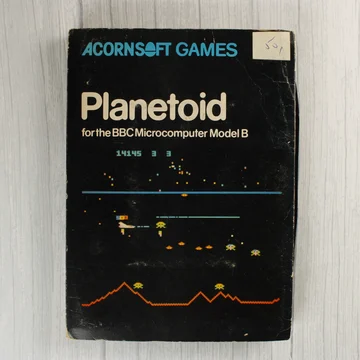 ACORNSOFT GAMES
50p
Planetoid
for the BBC Microcomputer Model B
14145 3 3